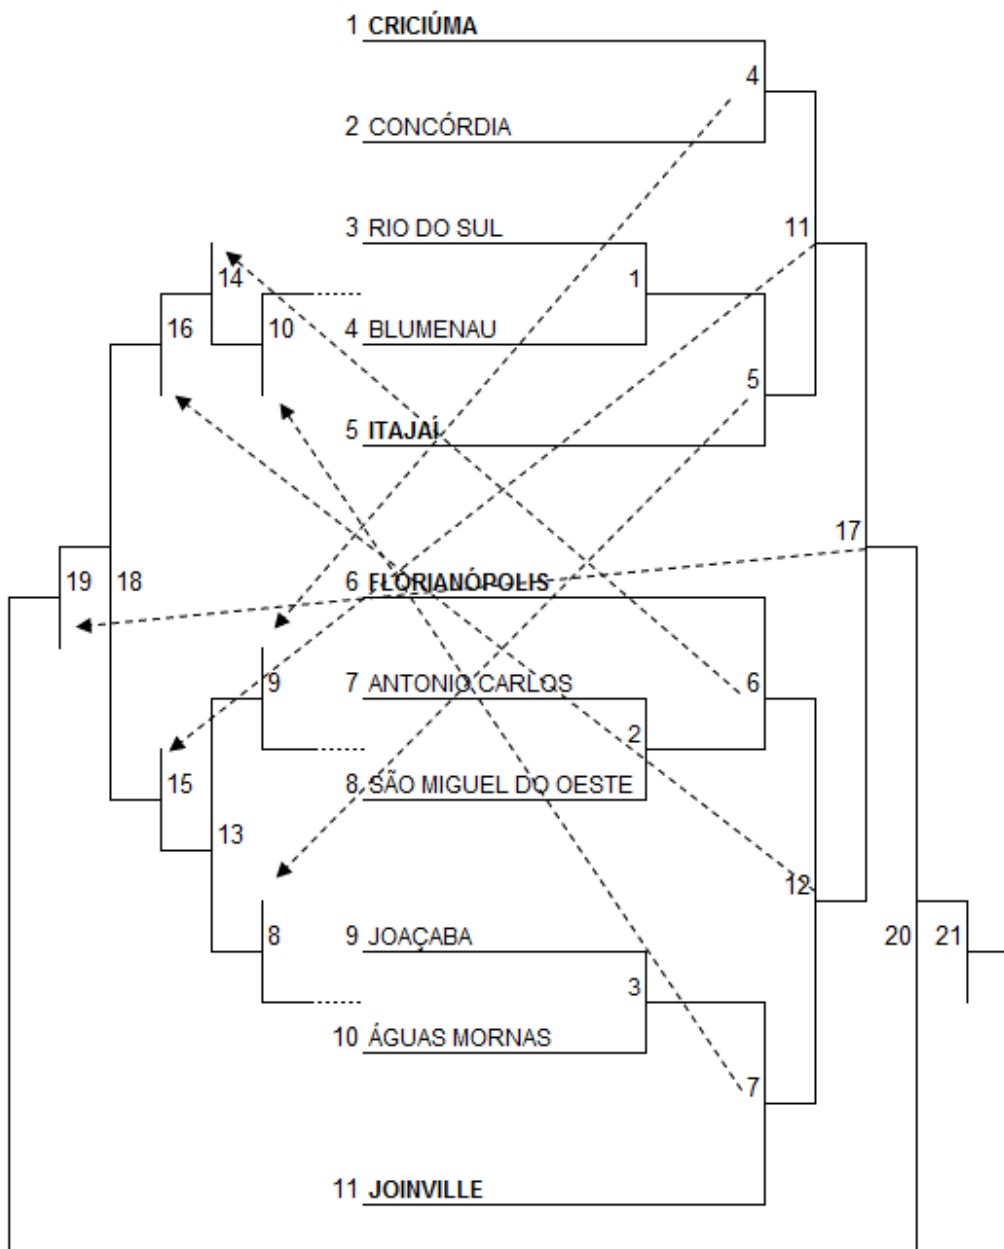 1 CRICIÚMA
4
2 CONCÓRDIA
3 RIO DO SUL
11
14
1
16
10
4 BLUMENAU
5
5 ITAJAÍ
17
19
18
6 FLORIANÓPOLIS
9
7 ANTONIO CARLOS
6
2
15
8 SÃO MIGUEL DO OESTE
13
12
8
9 JOAÇABA
20
21
3
10 ÁGUAS MORNAS
7
11 JOINVILLE